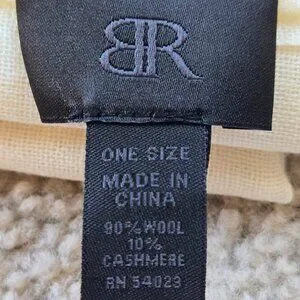 BR
ONE SIZE
MADE IN
CHINA
90% WOOL
10%
CASHMERE
RN 54023